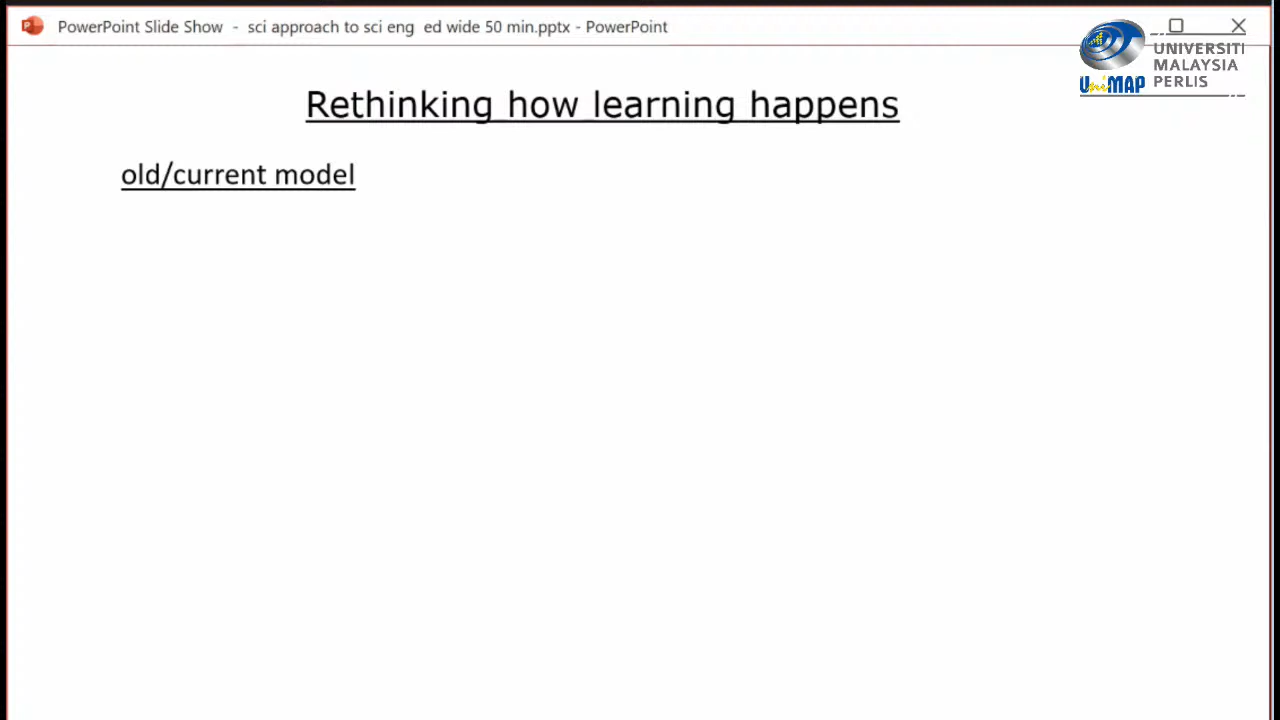 PowerPoint Slide Show - sci approach to sci eng ed wide 50 min.pptx - PowerPoint
UNIVERSITI
MALAYSIA
PERLIS
UniMAP
Rethinking how learning happens
old/current model